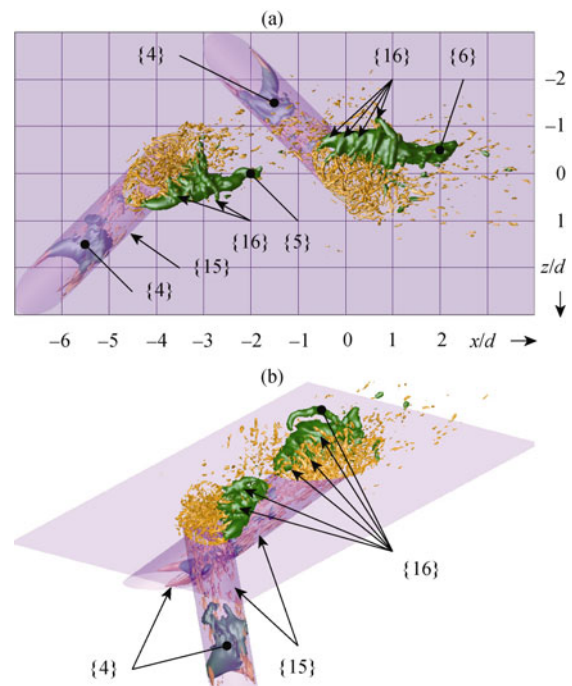 (a)
{4} {16} {6}
–2
–1
0
{16} {5}
1
{15}
{4}
z/d
–6 –5 –4 –3 –2 –1 0 1 2 x/d
(b)
{16}
{4} {15}